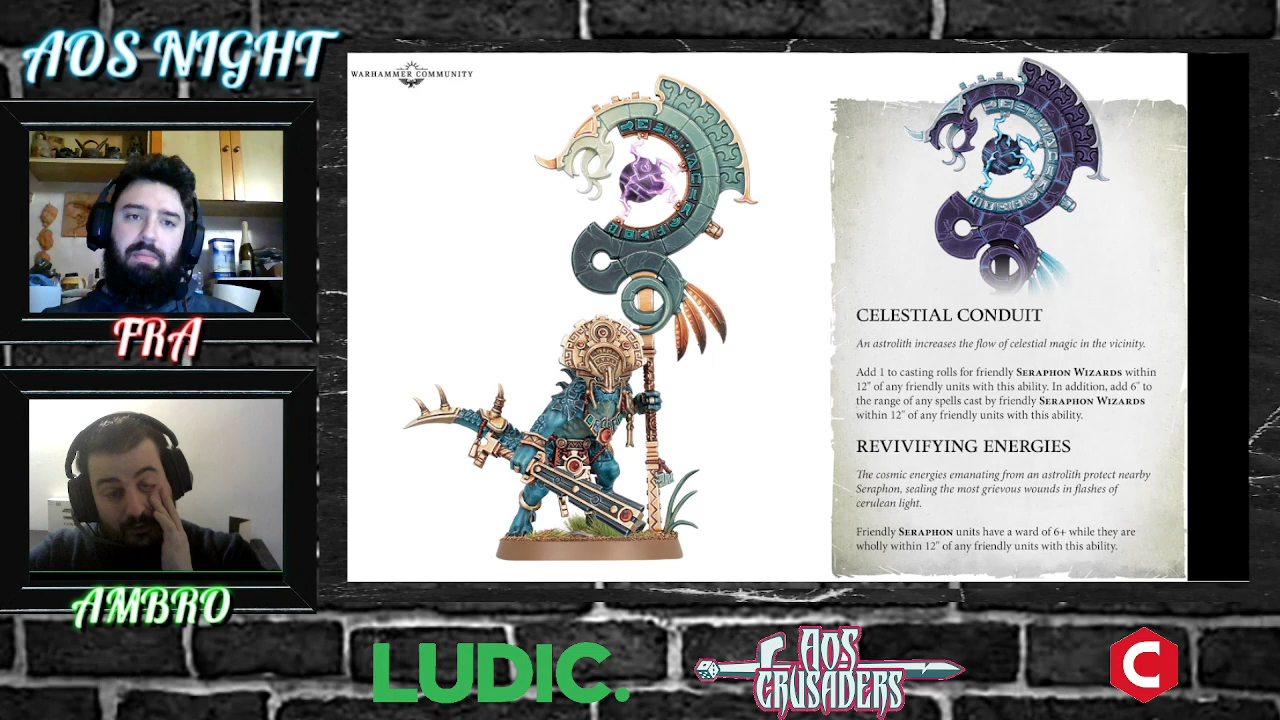 AOS NIGHT
FRA
AMBRO
WARHAMMER COMMUNITY
CELESTIAL CONDUIT
An astrolith increases the flow of celestial magic in the vicinity.
Add 1 to casting rolls for friendly SERAPHON WIZARDS within
12" of any friendly units with this ability. In addition, add 6" to
the range of any spells cast by friendly SERAPHON WIZARDS
within 12" of any friendly units with this ability.
REVIVIFYING ENERGIES
The cosmic energies emanating from an astrolith protect nearby
Seraphon, sealing the most grievous wounds in flashes of
cerulean light.
Friendly SERAPHON units have a ward of 6+ while they are
wholly within 12" of any friendly units with this ability.
LUDIC.
AOS
CRUSADERS
C